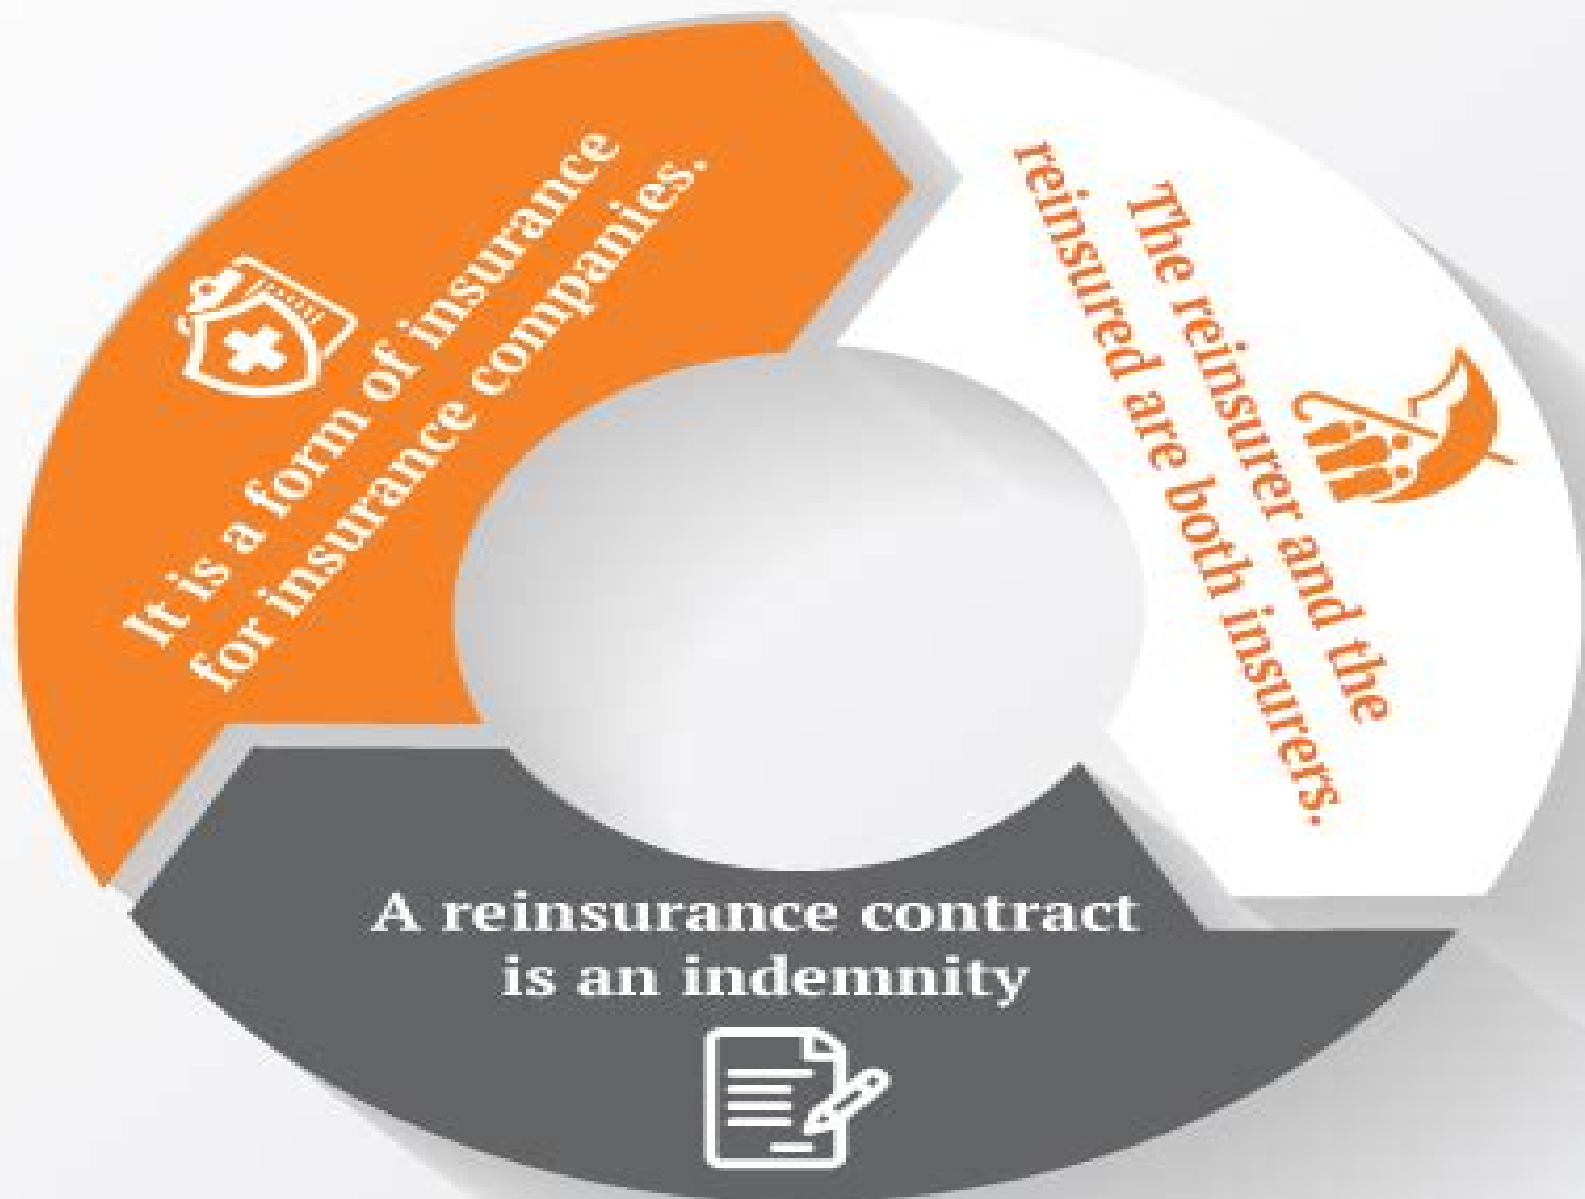 It is a form of insurance
for insurance companies.
The reinsurer and the
reinsured are both insurers.
A reinsurance contract
is an indemnity